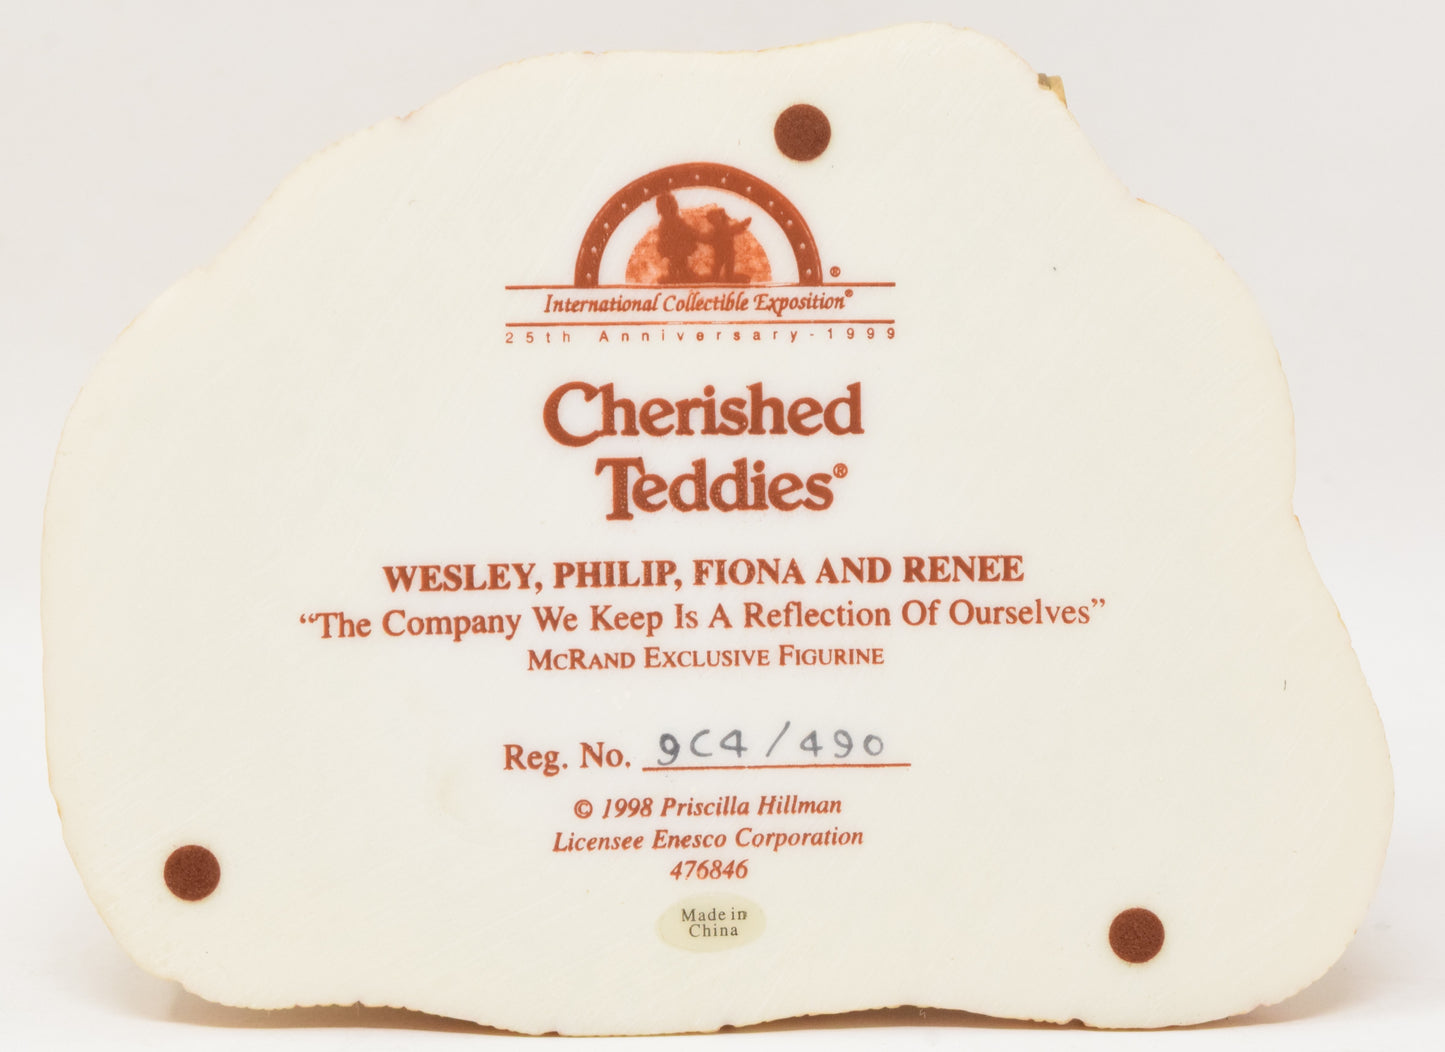 ®
International Collectible Exposition®
25th Anniversary-1999
Cherished
Teddies®
WESLEY, PHILIP, FIONA AND RENEE
“The Company We Keep Is A Reflection Of Ourselves”
MCRAND EXCLUSIVE FIGURINE
Reg. No. 9C4/490
© 1998 Priscilla Hillman
Licensee Enesco Corporation
476846
Made in
China